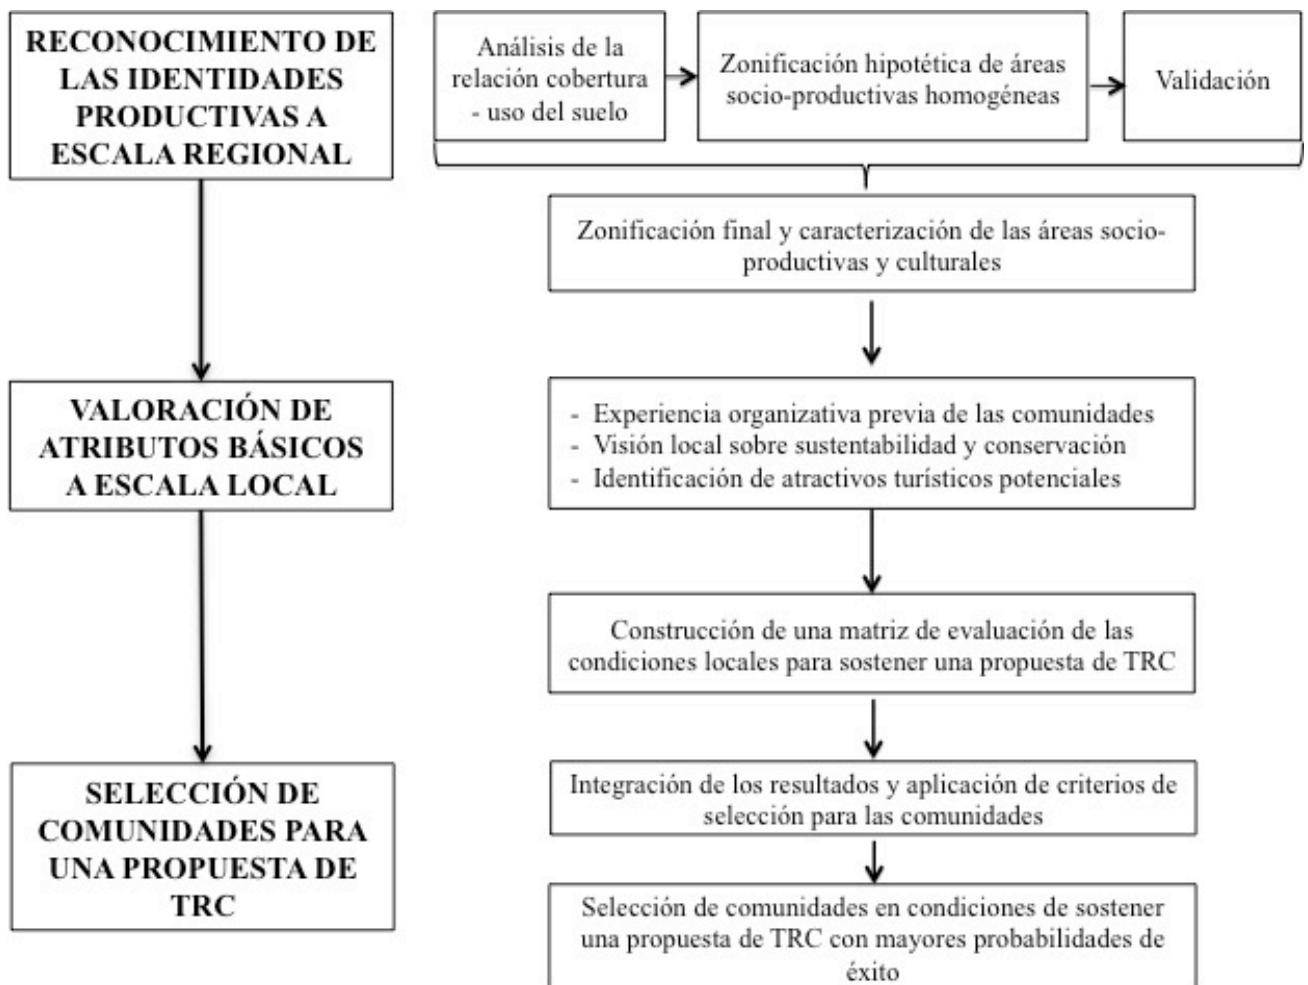 RECONOCIMIENTO DE
LAS IDENTIDADES
PRODUCTIVAS A
ESCALA REGIONAL
Análisis de la
relación cobertura
- uso del suelo
Zonificación hipotética de áreas
socio-productivas homogéneas
Validación
Zonificación final y caracterización de las áreas socio-
productivas y culturales
VALORACIÓN DE
ATRIBUTOS BÁSICOS
A ESCALA LOCAL
- Experiencia organizativa previa de las comunidades
- Visión local sobre sustentabilidad y conservación
- Identificación de atractivos turísticos potenciales
Construcción de una matriz de evaluación de las
condiciones locales para sostener una propuesta de TRC
SELECCIÓN DE
COMUNIDADES PARA
UNA PROPUESTA DE
TRC
Integración de los resultados y aplicación de criterios de
selección para las comunidades
Selección de comunidades en condiciones de sostener
una propuesta de TRC con mayores probabilidades de
éxito